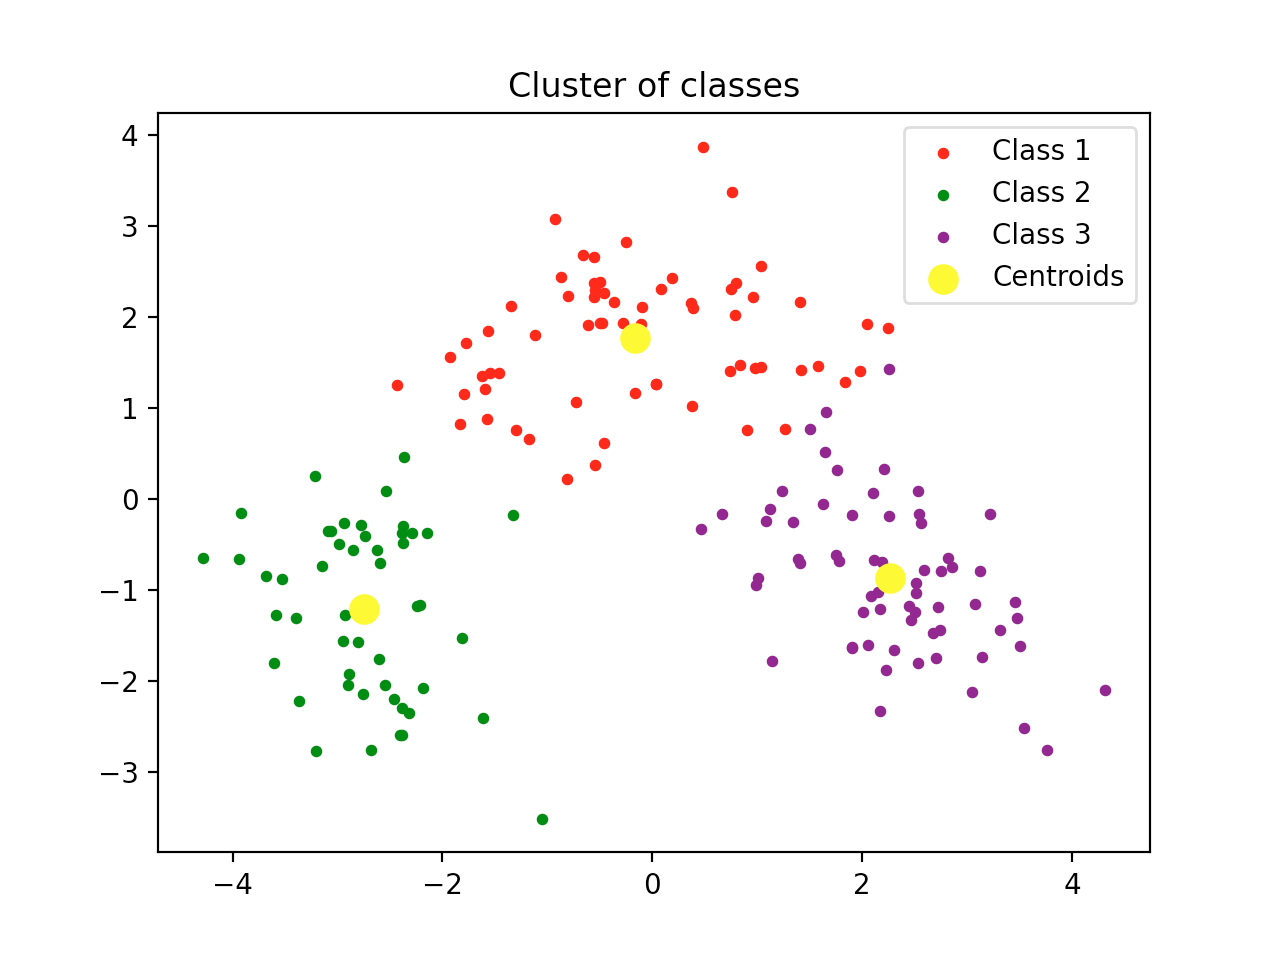 Cluster of classes
4
3
2
1
0
−1
−2
−3
−4
−2
0
2
4
Class 1
Class 2
Class 3
Centroids